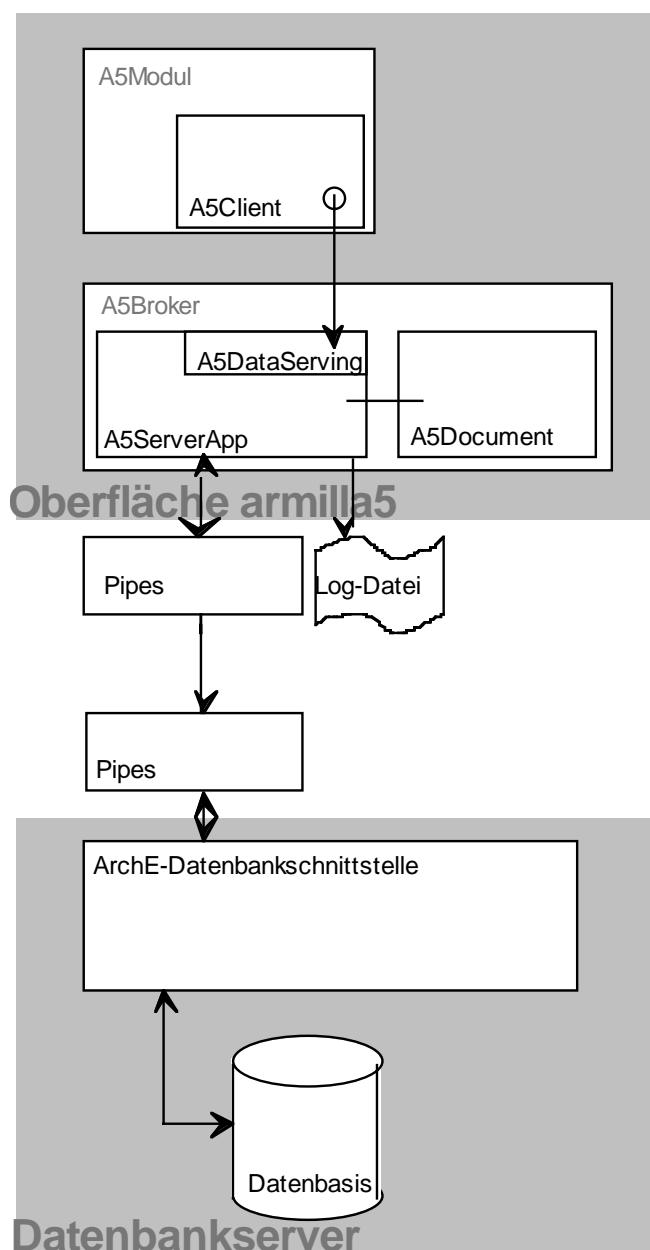 A5Modul
A5Client
A5Broker
A5DataServing
A5ServerApp
A5Document
Oberfläche armilla5
Pipes
Log-Datei
Pipes
ArchE-Datenbankschnittstelle
Datenbasis
Datenbankserver